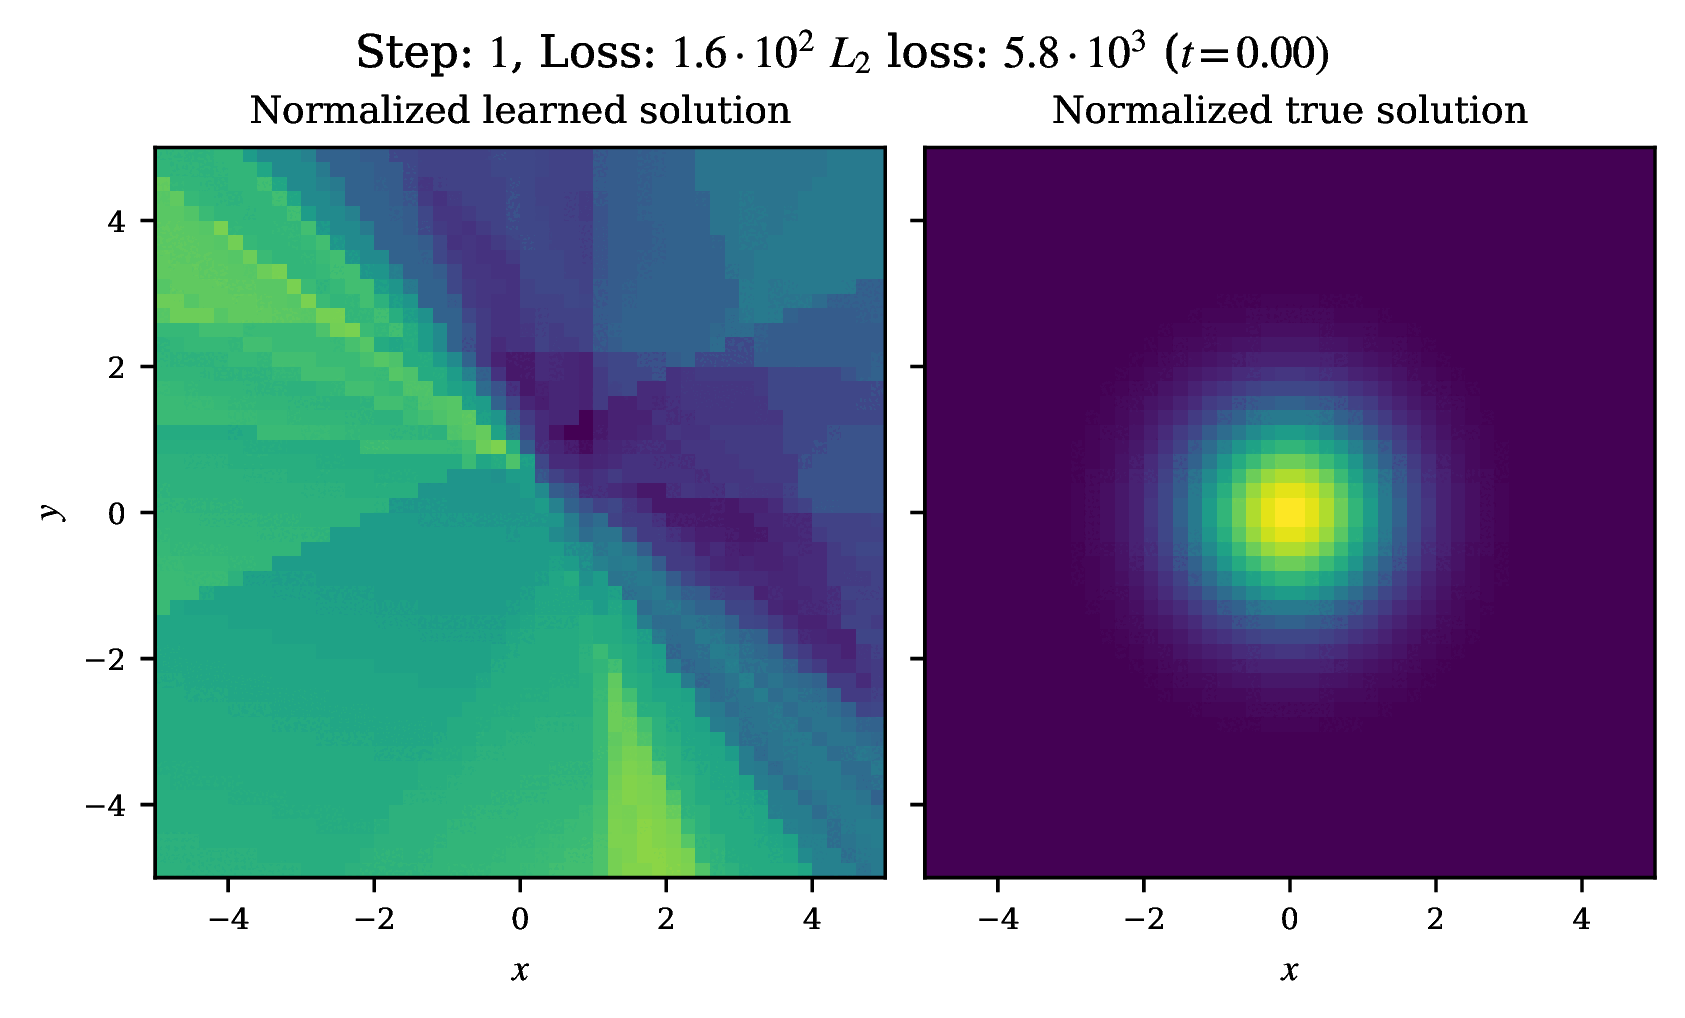 Step: 1, Loss: 1.6 · 10² L₂ loss: 5.8 · 10³ (t = 0.00)
Normalized learned solution
Normalized true solution
4
2
0
−2
−4
y
−4 −2 0 2 4
−4 −2 0 2 4
x
x